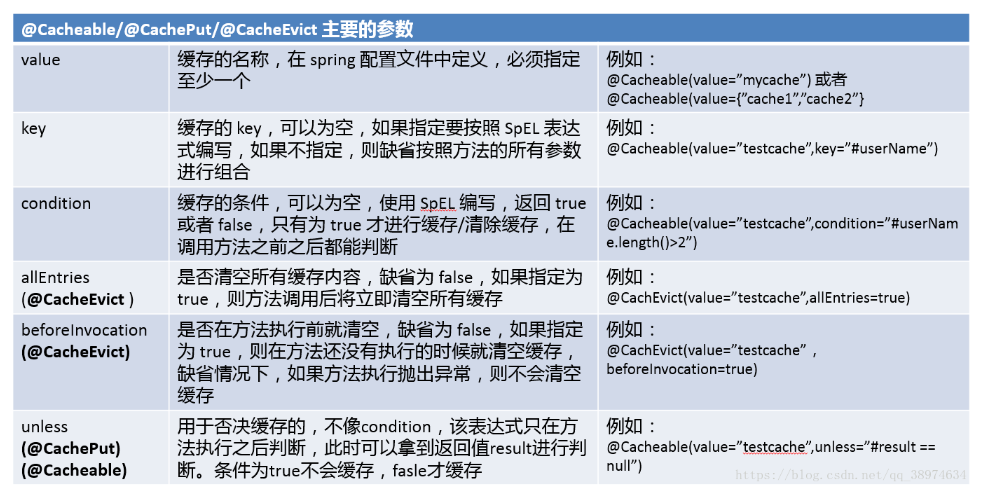 @Cacheable/@CachePut/@CacheEvict 主要的参数
value
缓存的名称，在 spring 配置文件中定义，必须指定
至少一个
例如：
@Cacheable(value=”mycache”) 或者
@Cacheable(value={”cache1”,”cache2”}
key
缓存的 key，可以为空，如果指定要按照 SpEL 表达
式编写，如果不指定，则缺省按照方法的所有参数
进行组合
例如：
@Cacheable(value=”testcache”,key=”#userName”)
condition
缓存的条件，可以为空，使用 SpEL 编写，返回 true
或者 false，只有为 true 才进行缓存/清除缓存，在
调用方法之前之后都能判断
例如：
@Cacheable(value=”testcache”,condition=”#userNam
e.length()>2”)
allEntries
(@CacheEvict )
是否清空所有缓存内容，缺省为 false，如果指定为
true，则方法调用后将立即清空所有缓存
例如：
@CachEvict(value=”testcache”,allEntries=true)
beforeInvocation
(@CacheEvict)
是否在方法执行前就清空，缺省为 false，如果指定
为 true，则在方法还没有执行的时候就清空缓存，
缺省情况下，如果方法执行抛出异常，则不会清空
缓存
例如：
@CachEvict(value=”testcache”，
beforeInvocation=true)
unless
(@CachePut)
(@Cacheable)
用于否决缓存的，不像condition，该表达式只在方
法执行之后判断，此时可以拿到返回值result进行判
断。条件为true不会缓存，fasle才缓存
例如：
@Cacheable(value=”testcache”,unless=”#result ==
null”)
https://blog.csdn.net/qq_38974634